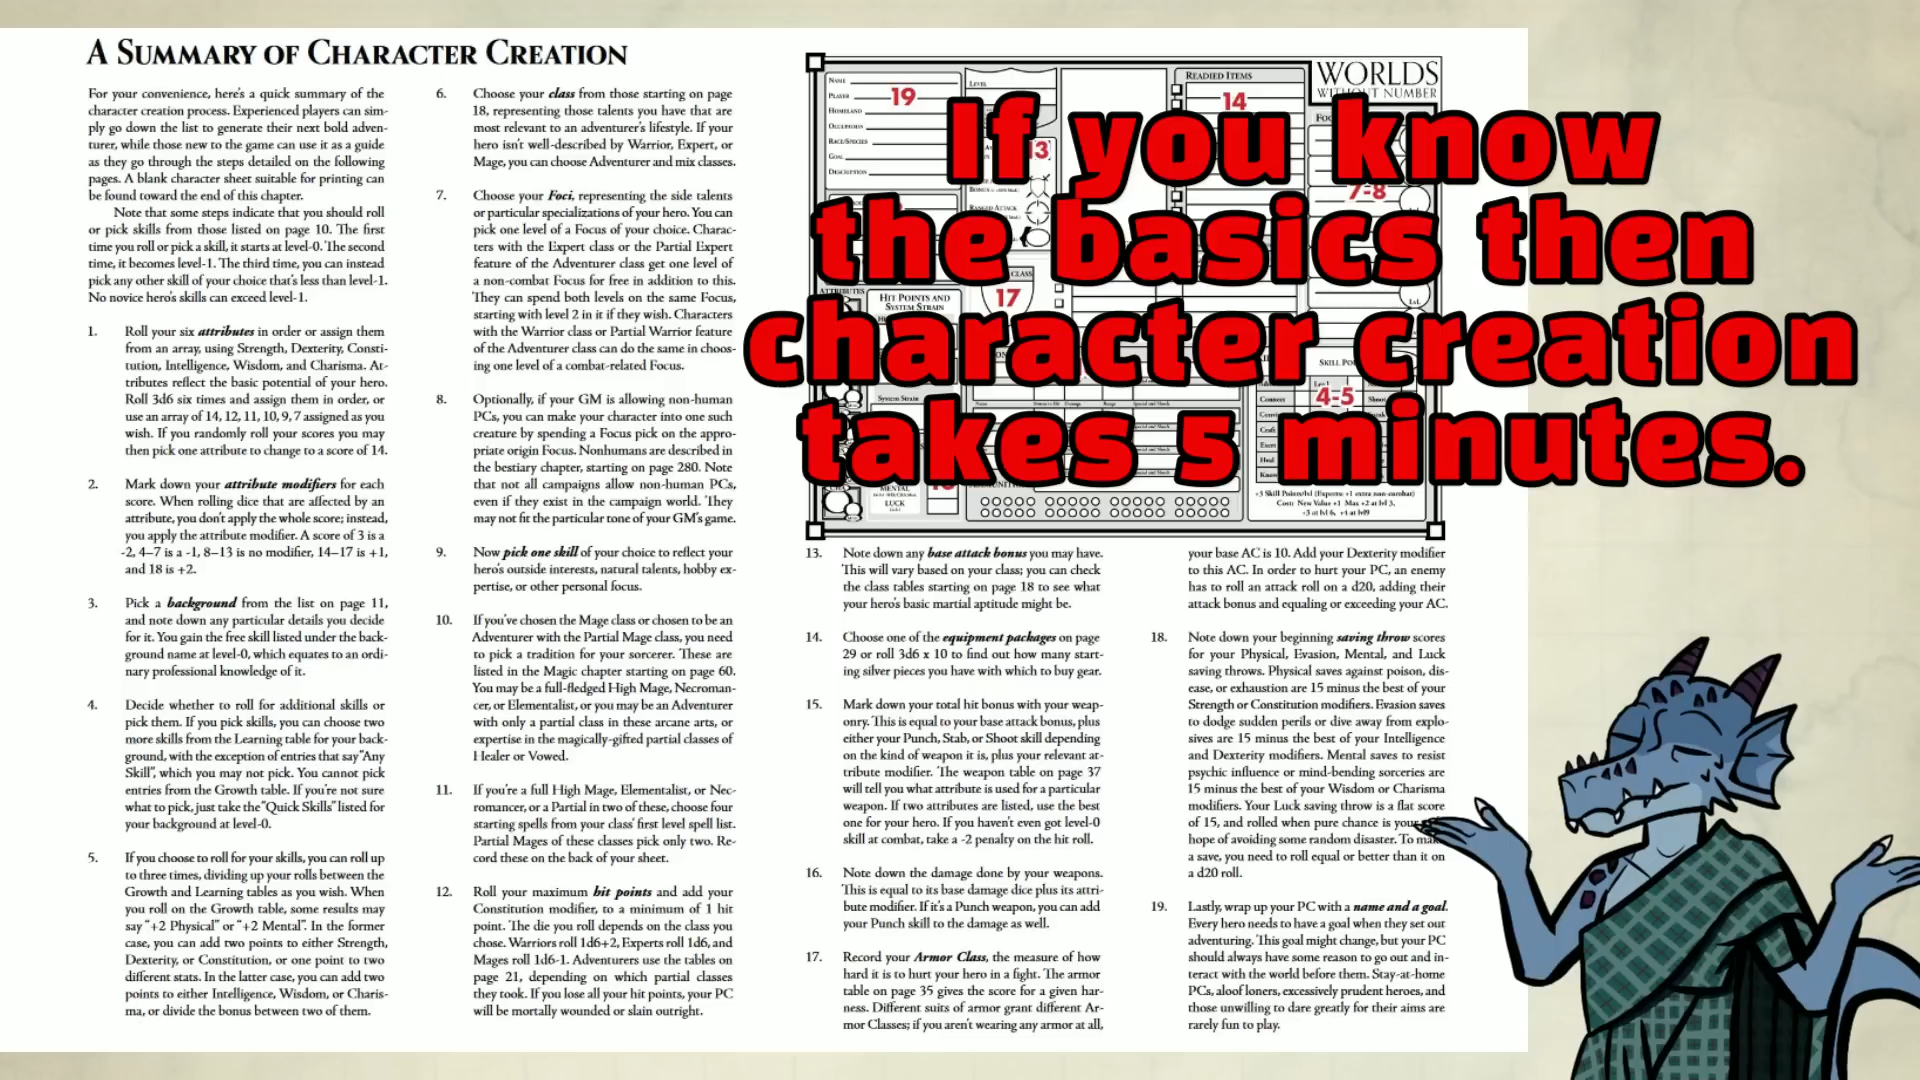 A Summary of Character Creation
For your convenience, here's a quick summary of the
character creation process. Experienced players can sim-
ply go down the list to generate their next bold adven-
turer, while those new to the game can use it as a guide
as they go through the steps detailed on the following
pages. A blank character sheet suitable for printing can
be found toward the end of this chapter.
Note that some steps indicate that you should roll
or pick skills from those listed on page 10. The first
time you roll or pick a skill, it starts at level-0. The second
time, it becomes level-1. The third time, you can instead
pick any other skill of your choice that's less than level-1.
No novice hero's skills can exceed level-1.
1. Roll your six attributes in order or assign them
from an array, using Strength, Dexterity, Consti-
tution, Intelligence, Wisdom, and Charisma. At-
tributes reflect the basic potential of your hero.
Roll 3d6 six times and assign them in order, or
use an array of 14, 12, 11, 10, 9, 7 assigned as you
wish. If you randomly roll your scores you may
then pick one attribute to change to a score of 14.
2. Mark down your attribute modifiers for each
score. When rolling dice that are affected by an
attribute, you don't apply the whole score; instead,
you apply the attribute modifier. A score of 3 is a
-2, 4–7 is a -1, 8–13 is no modifier, 14–17 is +1,
and 18 is +2.
3. Pick a background from the list on page 11,
and note down any particular details you decide
for it. You gain the free skill listed under the back-
ground name at level-0, which equates to an ordi-
nary professional knowledge of it.
4. Decide whether to roll for additional skills or
pick them. If you pick skills, you can choose two
more skills from the Learning table for your back-
ground, with the exception of entries that say "Any
Skill", which you may not pick. You cannot pick
entries from the Growth table. If you're not sure
what to pick, just take the "Quick Skills" listed for
your background at level-0.
5. If you choose to roll for your skills, you can roll up
to three times, dividing up your rolls between the
Growth and Learning tables as you wish. When
you roll on the Growth table, some results may
say "+2 Physical" or "+2 Mental". In the former
case, you can add two points to either Strength,
Dexterity, or Constitution, or one point to two
different stats. In the latter case, you can add two
points to either Intelligence, Wisdom, or Charis-
ma, or divide the bonus between two of them.
6. Choose your class from those starting on page
18, representing those talents you have that are
most relevant to an adventurer's lifestyle. If your
hero isn't well-described by Warrior, Expert, or
Mage, you can choose Adventurer and mix classes.
7. Choose your Foci, representing the side talents
or particular specializations of your hero. You can
pick one level of a Focus of your choice. Charac-
ters with the Expert class or the Partial Expert
feature of the Adventurer class get one level of
a non-combat Focus for free in addition to this.
They can spend both levels on the same Focus,
starting with level 2 in it if they wish. Characters
with the Warrior class or Partial Warrior feature
of the Adventurer class can do the same in choos-
ing one level of a combat-related Focus.
8. Optionally, if your GM is allowing non-human
PCs, you can make your character into one such
creature by spending a Focus pick on the appro-
priate origin Focus. Nonhumans are described in
the bestiary chapter, starting on page 280. Note
that not all campaigns allow non-human PCs,
even if they exist in the campaign world. They
may not fit the particular tone of your GM's game.
9. Now pick one skill of your choice to reflect your
hero's outside interests, natural talents, hobby ex-
pertise, or other personal focus.
10. If you've chosen the Mage class or chosen to be an
Adventurer with the Partial Mage class, you need
to pick a tradition for your sorcerer. These are
listed in the Magic chapter starting on page 60.
You may be a full-fledged High Mage, Necroman-
cer, or Elementalist, or you may be an Adventurer
with only a partial class in these arcane arts, or
expertise in the magically-gifted partial classes of
Healer or Vowed.
11. If you're a full High Mage, Elementalist, or Nec-
romancer, or a Partial in two of these, choose four
starting spells from your class' first level spell list.
Partial Mages of these classes pick only two. Re-
cord these on the back of your sheet.
12. Roll your maximum hit points and add your
Constitution modifier, to a minimum of 1 hit
point. The die you roll depends on the class you
chose. Warriors roll 1d6+2, Experts roll 1d6, and
Mages roll 1d6-1. Adventurers use the tables on
page 21, depending on which partial classes
they took. If you lose all your hit points, your PC
will be mortally wounded or slain outright.
WORLDS
WITHOUT NUMBER
Name
Player
Homeland
Occupation
Race/Species
Goal
Description
19
Level
13
Readied Items
14
7-8
Class
17
Hit Points and
System Strain
System Strain
4-5
Connect
Craft
Exert
Heal
Mental
Luck
+3 Skill Points/lvl (Experts: +1 extra non-combat)
Cost: New Value +1 Max +2 at lvl 3,
+3 at lvl 6, +4 at lvl9
If you know
the basics then
character creation
takes 5 minutes.
13. Note down any base attack bonus you may have.
This will vary based on your class; you can check
the class tables starting on page 18 to see what
your hero's basic martial aptitude might be.
14. Choose one of the equipment packages on page
29 or roll 3d6 x 10 to find out how many start-
ing silver pieces you have with which to buy gear.
15. Mark down your total hit bonus with your weap-
onry. This is equal to your base attack bonus, plus
either your Punch, Stab, or Shoot skill depending
on the kind of weapon it is, plus your relevant at-
tribute modifier. The weapon table on page 37
will tell you what attribute is used for a particular
weapon. If two attributes are listed, use the best
one for your hero. If you haven't even got level-0
skill at combat, take a -2 penalty on the hit roll.
16. Note down the damage done by your weapons.
This is equal to its base damage dice plus its attri-
bute modifier. If it's a Punch weapon, you can add
your Punch skill to the damage as well.
17. Record your Armor Class, the measure of how
hard it is to hurt your hero in a fight. The armor
table on page 35 gives the score for a given har-
ness. Different suits of armor grant different Ar-
mor Classes; if you aren't wearing any armor at all,
your base AC is 10. Add your Dexterity modifier
to this AC. In order to hurt your PC, an enemy
has to roll an attack roll on a d20, adding their
attack bonus and equaling or exceeding your AC.
18. Note down your beginning saving throw scores
for your Physical, Evasion, Mental, and Luck
saving throws. Physical saves against poison, dis-
ease, or exhaustion are 15 minus the best of your
Strength or Constitution modifiers. Evasion saves
to dodge sudden perils or dive away from explo-
sives are 15 minus the best of your Intelligence
and Dexterity modifiers. Mental saves to resist
psychic influence or mind-bending sorceries are
15 minus the best of your Wisdom or Charisma
modifiers. Your Luck saving throw is a flat score
of 15, and rolled when pure chance is your
hope of avoiding some random disaster. To make
a save, you need to roll equal or better than it on
a d20 roll.
19. Lastly, wrap up your PC with a name and a goal.
Every hero needs to have a goal when they set out
adventuring. This goal might change, but your PC
should always have some reason to go out and in-
teract with the world before them. Stay-at-home
PCs, aloof loners, excessively prudent heroes, and
those unwilling to dare greatly for their aims are
rarely fun to play.